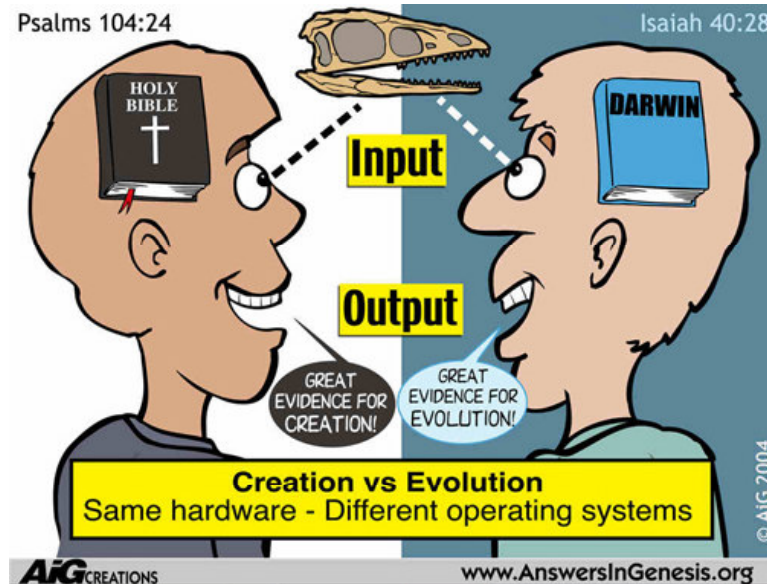 Psalms 104:24
Isaiah 40:28
HOLY
BIBLE
DARWIN
Input
Output
GREAT
EVIDENCE FOR
CREATION!
GREAT
EVIDENCE FOR
EVOLUTION!
Creation vs Evolution
Same hardware - Different operating systems
© AiG 2004
AiG CREATIONS
www.AnswersInGenesis.org